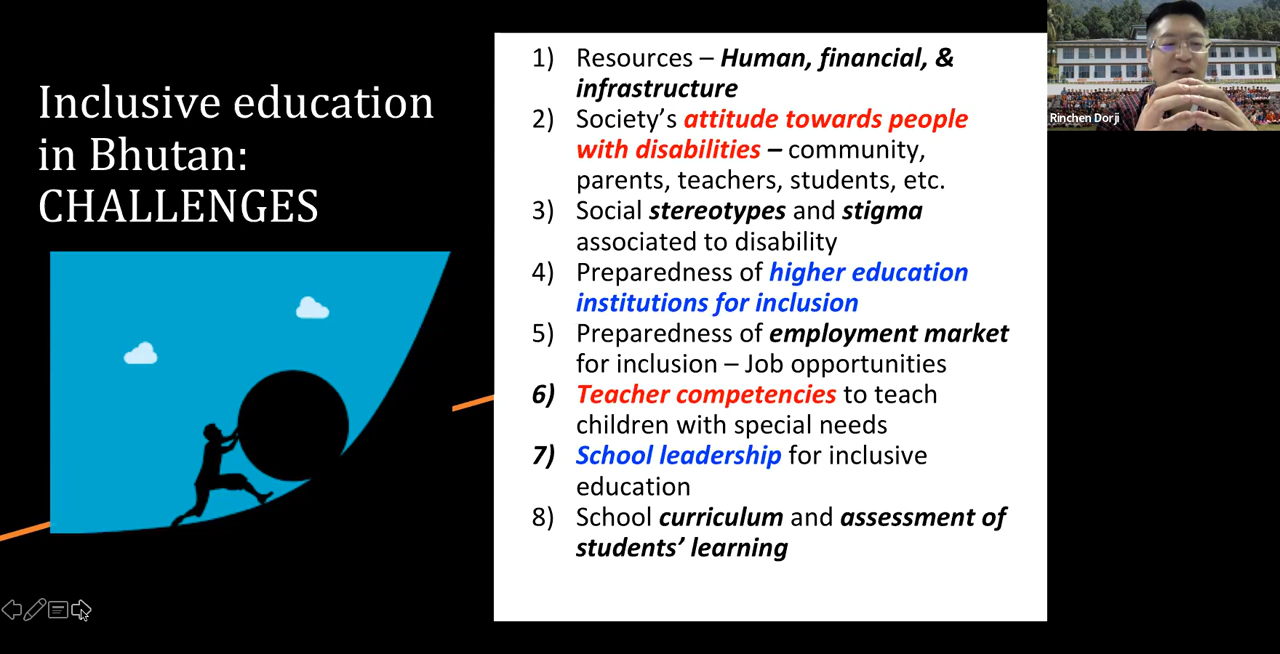 Inclusive education
in Bhutan:
CHALLENGES
1) Resources – Human, financial, &
infrastructure
2) Society’s attitude towards people
with disabilities – community,
parents, teachers, students, etc.
3) Social stereotypes and stigma
associated to disability
4) Preparedness of higher education
institutions for inclusion
5) Preparedness of employment market
for inclusion – Job opportunities
6) Teacher competencies to teach
children with special needs
7) School leadership for inclusive
education
8) School curriculum and assessment of
students’ learning
Rinchen Dorji